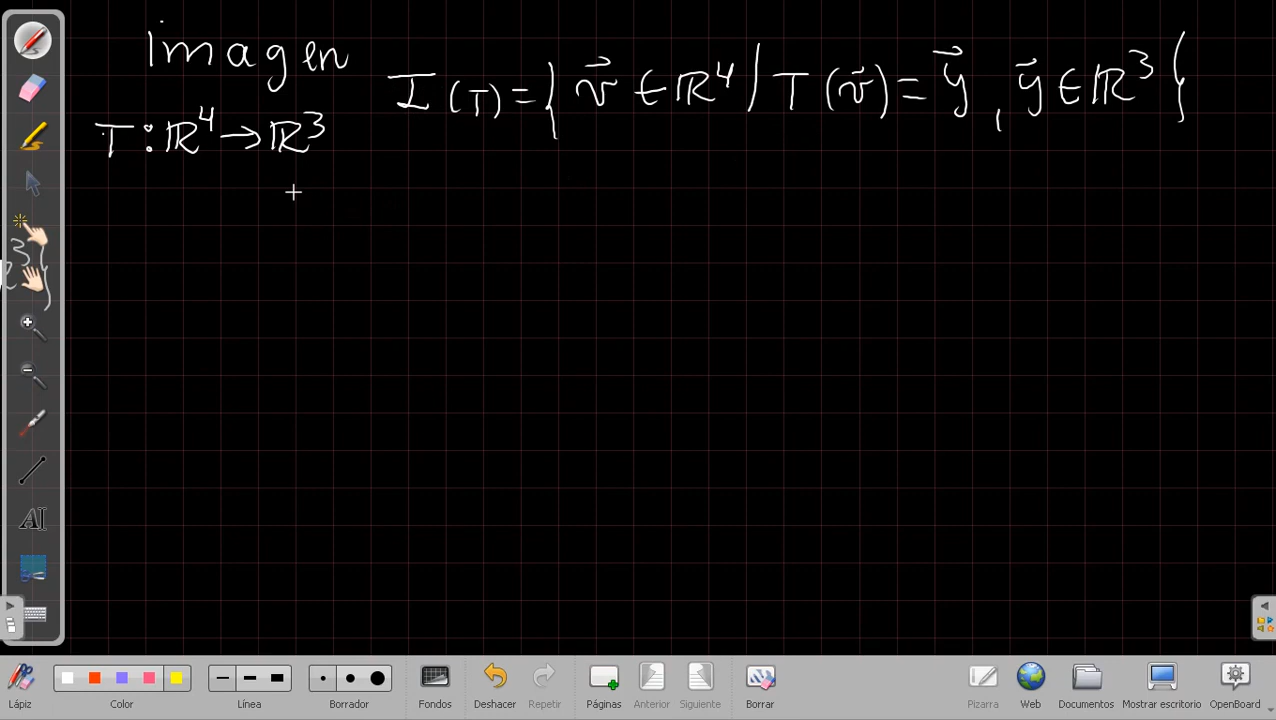 imagen
I(T) = { v⃗ ∈ ℝ⁴ / T(v⃗) = y⃗ , y⃗ ∈ ℝ³ }
T : ℝ⁴ → ℝ³
AI
Lápiz
Color
Línea
Borrador
Fondos
Deshacer
Repetir
Páginas
Anterior
Siguiente
Borrar
Pizarra
Web
Documentos
Mostrar escritorio
OpenBoard